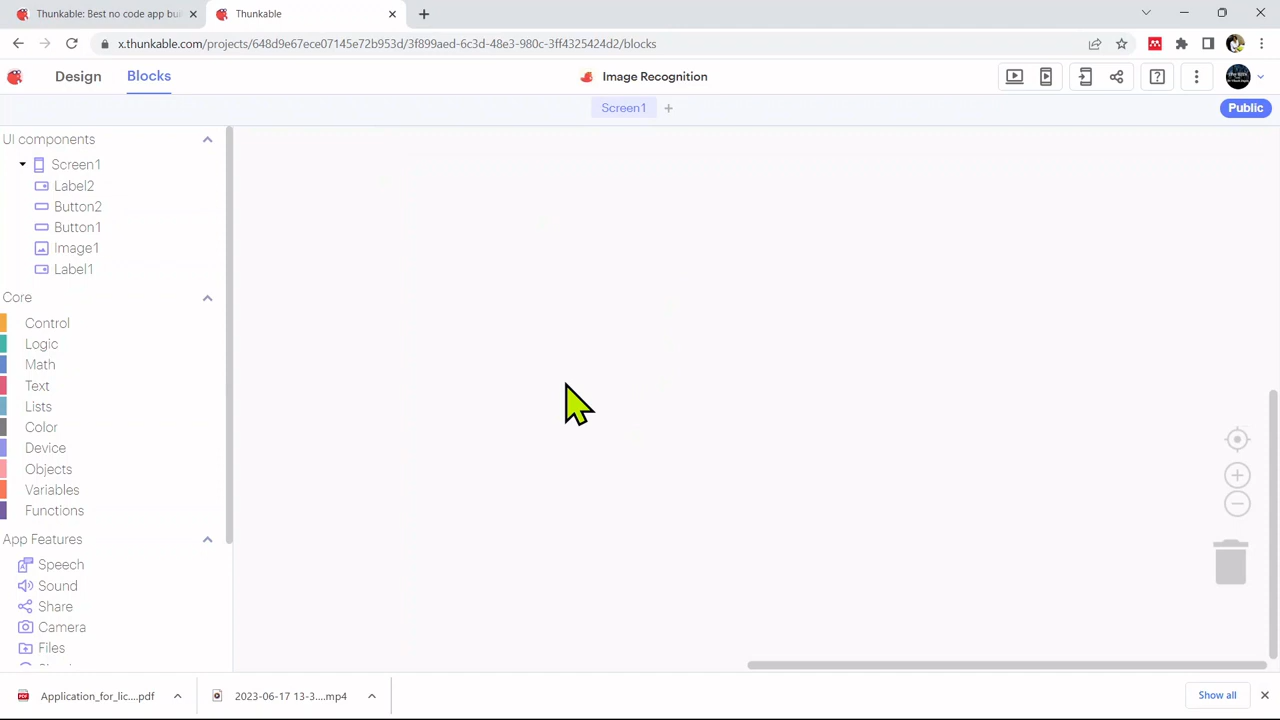 Thunkable: Best no code app bu
Thunkable
x.thunkable.com/projects/648d9e67ece07145e72b953d/3f899ae1-6c3d-48e3-9d1e-3ff4325424d2/blocks
Design
Blocks
Image Recognition
Screen1
Public
UI components
Screen1
Label2
Button2
Button1
Image1
Label1
Core
Control
Logic
Math
Text
Lists
Color
Device
Objects
Variables
Functions
App Features
Speech
Sound
Share
Camera
Files
Application_for_lic....pdf
2023-06-17 13-3....mp4
Show all